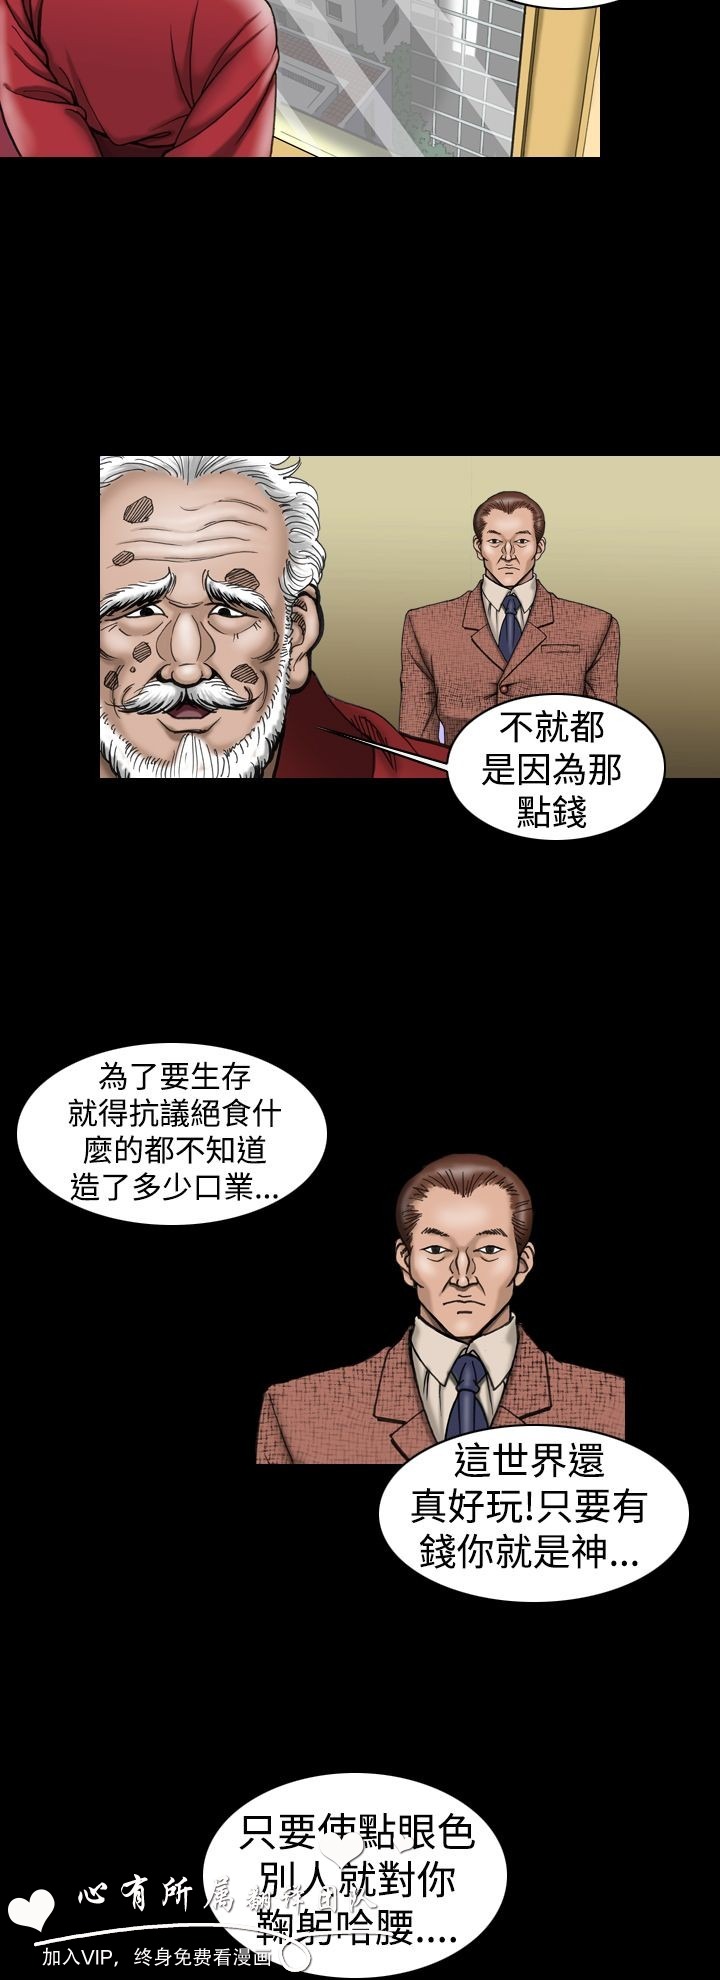 不就都
是因為那
點錢
為了要生存
就得抗議絕食什
麼的都不知道
造了多少口業...
這世界還
真好玩!只要有
錢你就是神...
只要使點眼色
別人就對你
鞠躬哈腰....
心有所属翻译团队
加入VIP，终身免费看漫画